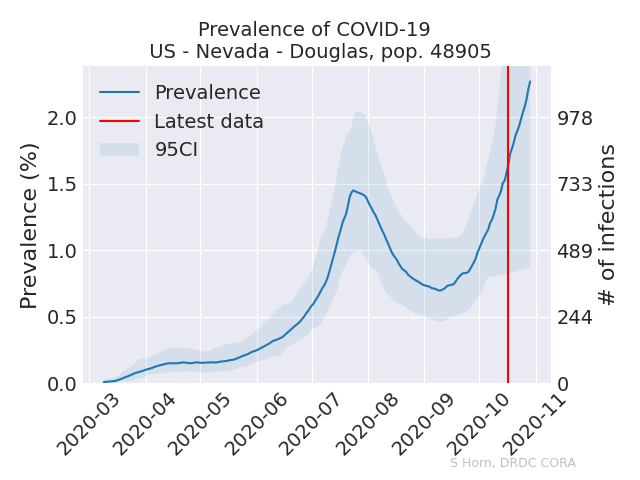 Prevalence of COVID-19
US - Nevada - Douglas, pop. 48905
Prevalence
Latest data
95CI
Prevalence (%)
2.0
1.5
1.0
0.5
0.0
978
733
489
244
0
# of infections
2020-03
2020-04
2020-05
2020-06
2020-07
2020-08
2020-09
2020-10
2020-11
S Horn, DRDC CORA